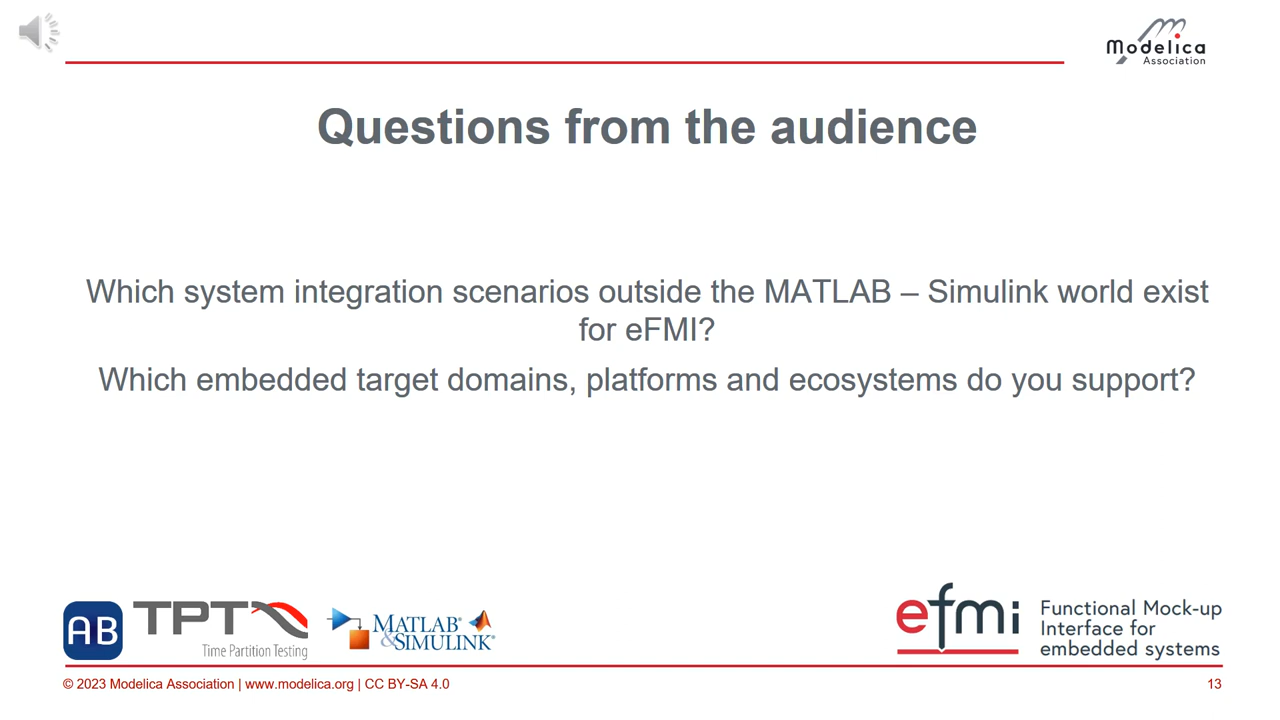 Modelica
Association
Questions from the audience
Which system integration scenarios outside the MATLAB – Simulink world exist
for eFMI?
Which embedded target domains, platforms and ecosystems do you support?
AB
TPT
Time Partition Testing
MATLAB®
&SIMULINK®
efmi
Functional Mock-up
Interface for
embedded systems
© 2023 Modelica Association | www.modelica.org | CC BY-SA 4.0
13